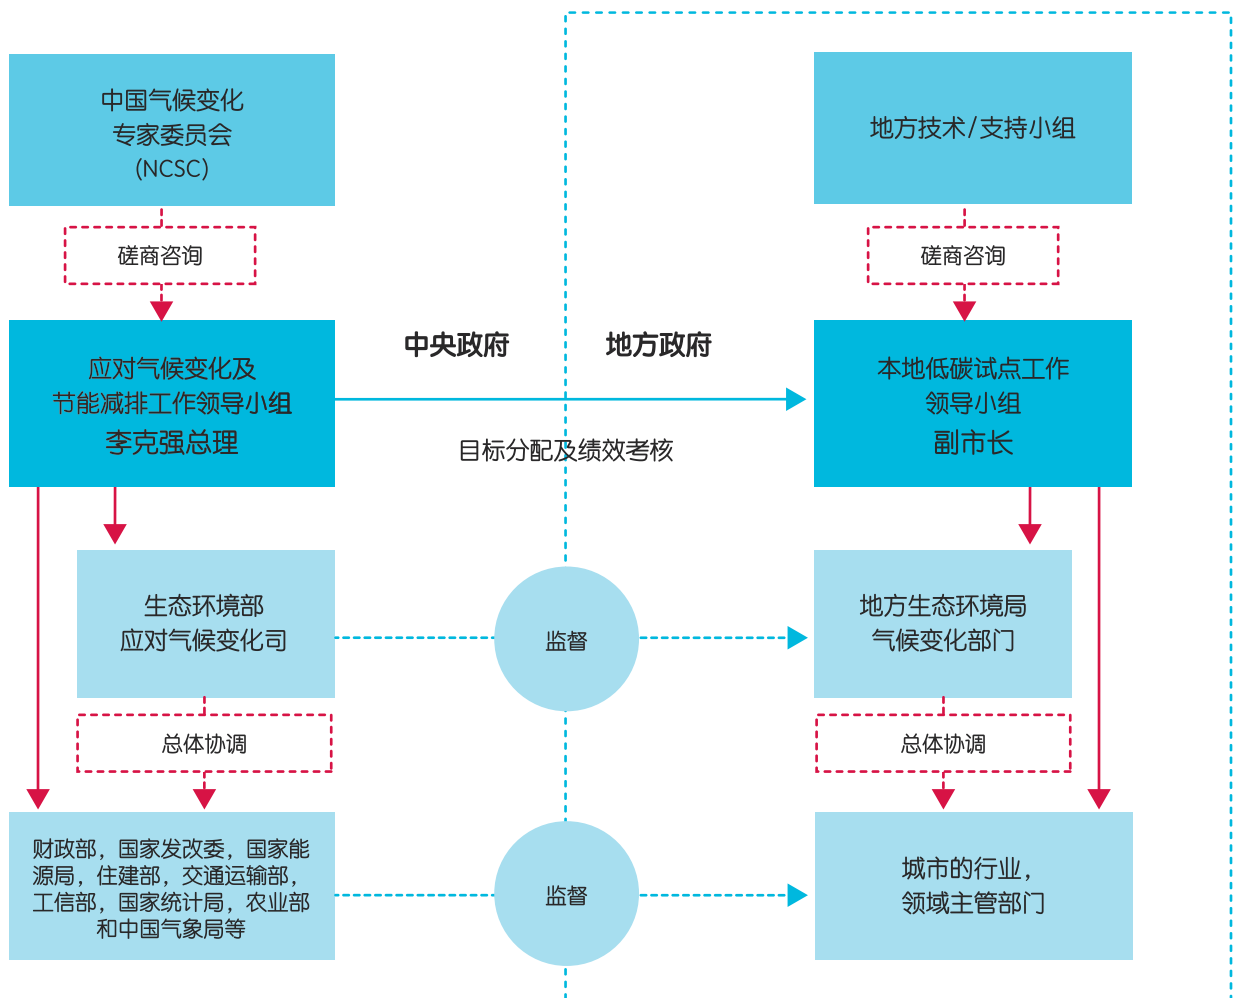 中国气候变化
专家委员会
(NCSC)
地方技术/支持小组
磋商咨询
磋商咨询
中央政府
地方政府
应对气候变化及
节能减排工作领导小组
李克强总理
本地低碳试点工作
领导小组
副市长
目标分配及绩效考核
生态环境部
应对气候变化司
监督
地方生态环境局
气候变化部门
总体协调
总体协调
财政部，国家发改委，国家能
源局，住建部，交通运输部，
工信部，国家统计局，农业部
和中国气象局等
监督
城市的行业，
领域主管部门